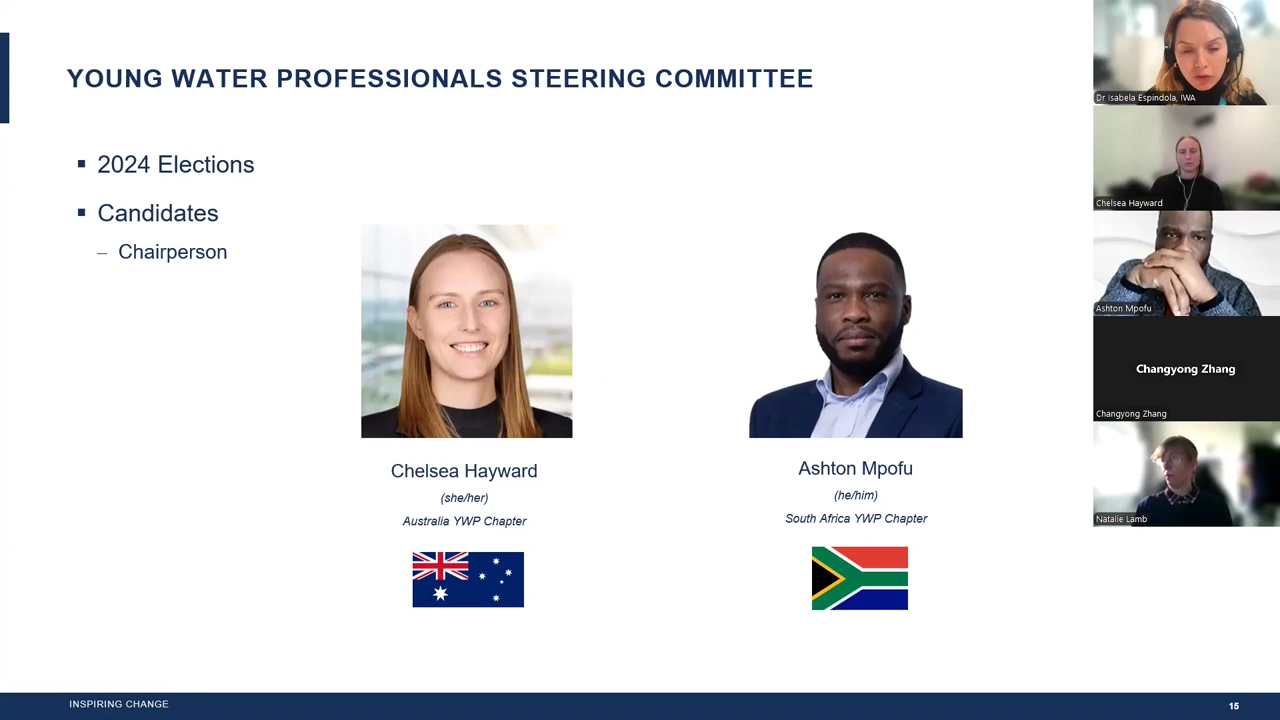 YOUNG WATER PROFESSIONALS STEERING COMMITTEE
2024 Elections
Candidates
Chairperson
Chelsea Hayward
(she/her)
Australia YWP Chapter
Ashton Mpofu
(he/him)
South Africa YWP Chapter
INSPIRING CHANGE
15
Dr Isabela Espindola, IWA
Chelsea Hayward
Ashton Mpofu
Changyong Zhang
Changyong Zhang
Natalie Lamb